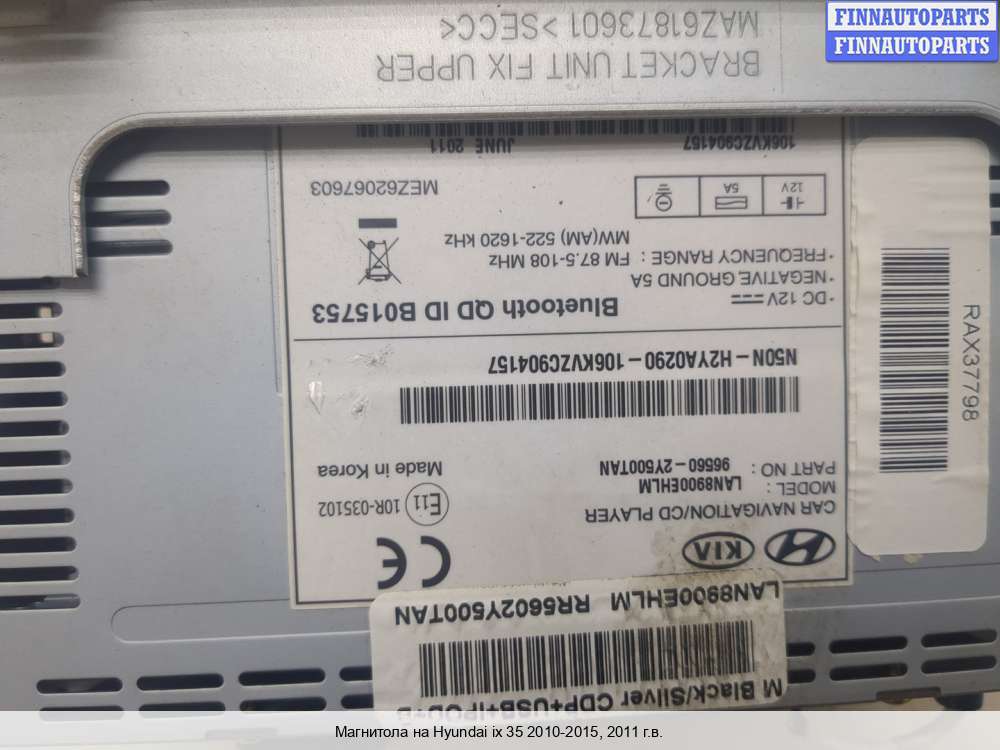 FINNAUTOPARTS
FINNAUTOPARTS
BRACKET UNIT FIX UPPER
MAZ61873601 >SECC<
M Black/Silver CDP+USB+IPOD+B
LAN8900EHLM RR5602Y500TAN
HYUNDAI
KIA
CE
CAR NAVIGATION/CD PLAYER
MODEL : LAN8900EHLM
PART NO : 96560-2Y500TAN
E11 10R-035102
Made in Korea
N50N-H2YA0290-106KVZC904157
*DC 12V
*NEGATIVE GROUND 5A
*FREQUENCY RANGE : FM 87.5-108 MHz
MW(AM) 522-1620 kHz
Bluetooth QD ID B015753
12V
5A
MEZ62067603
106KVZC904157 JUNE 2011
RAX37798
Магнитола на Hyundai ix 35 2010-2015, 2011 г.в.